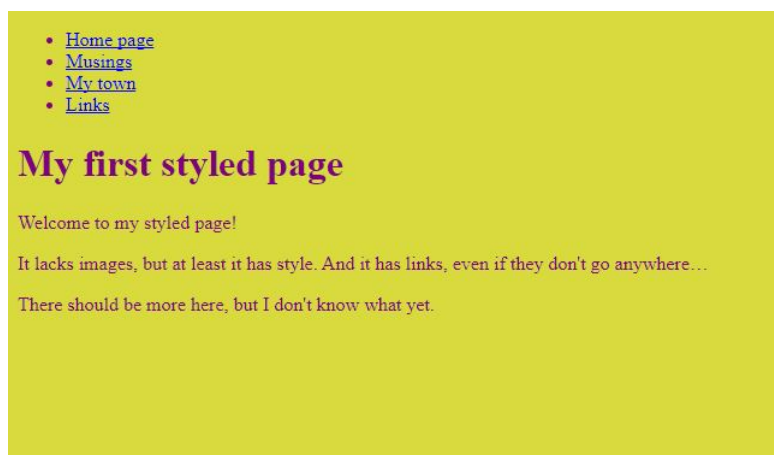 Home page
Musings
My town
Links
My first styled page
Welcome to my styled page!
It lacks images, but at least it has style. And it has links, even if they don't go anywhere…
There should be more here, but I don't know what yet.